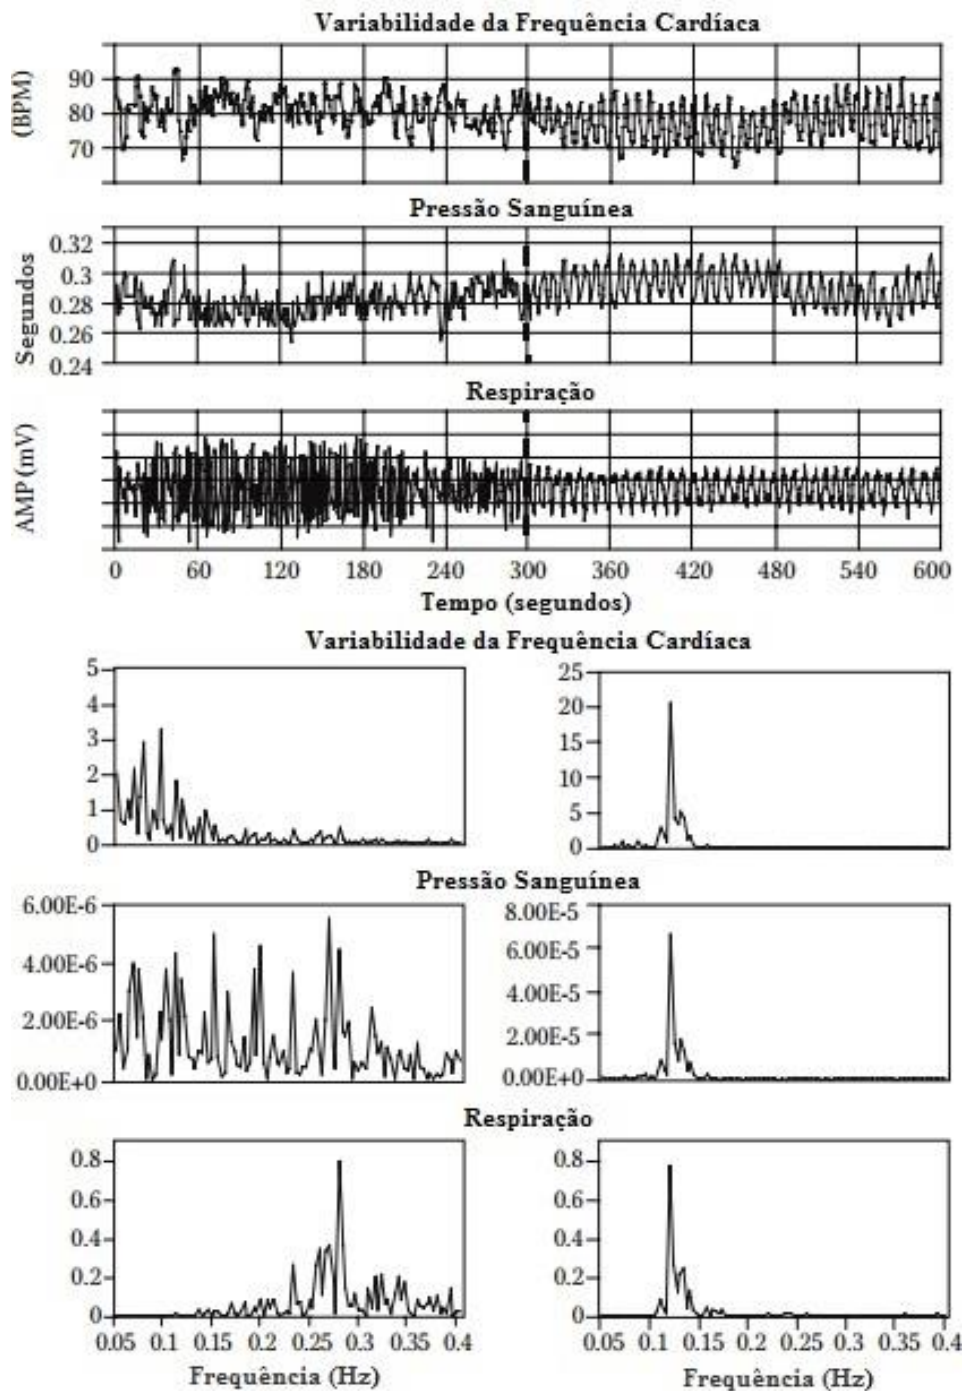 Variabilidade da Frequência Cardíaca
(BPM)
90
80
70
Pressão Sanguínea
Segundos
0.32
0.3
0.28
0.26
0.24
Respiração
AMP (mV)
0 60 120 180 240 300 360 420 480 540 600
Tempo (segundos)
Variabilidade da Frequência Cardíaca
5
4
3
2
1
0
25
20
15
10
5
0
Pressão Sanguínea
6.00E-6
4.00E-6
2.00E-6
0.00E+0
8.00E-5
6.00E-5
4.00E-5
2.00E-5
0.00E+0
Respiração
0.8
0.6
0.4
0.2
0
0.05 0.15 0.2 0.25 0.3 0.35 0.4
Frequência (Hz)
0.8
0.6
0.4
0.2
0
0.05 0.1 0.15 0.2 0.25 0.3 0.35 0.4
Frequência (Hz)